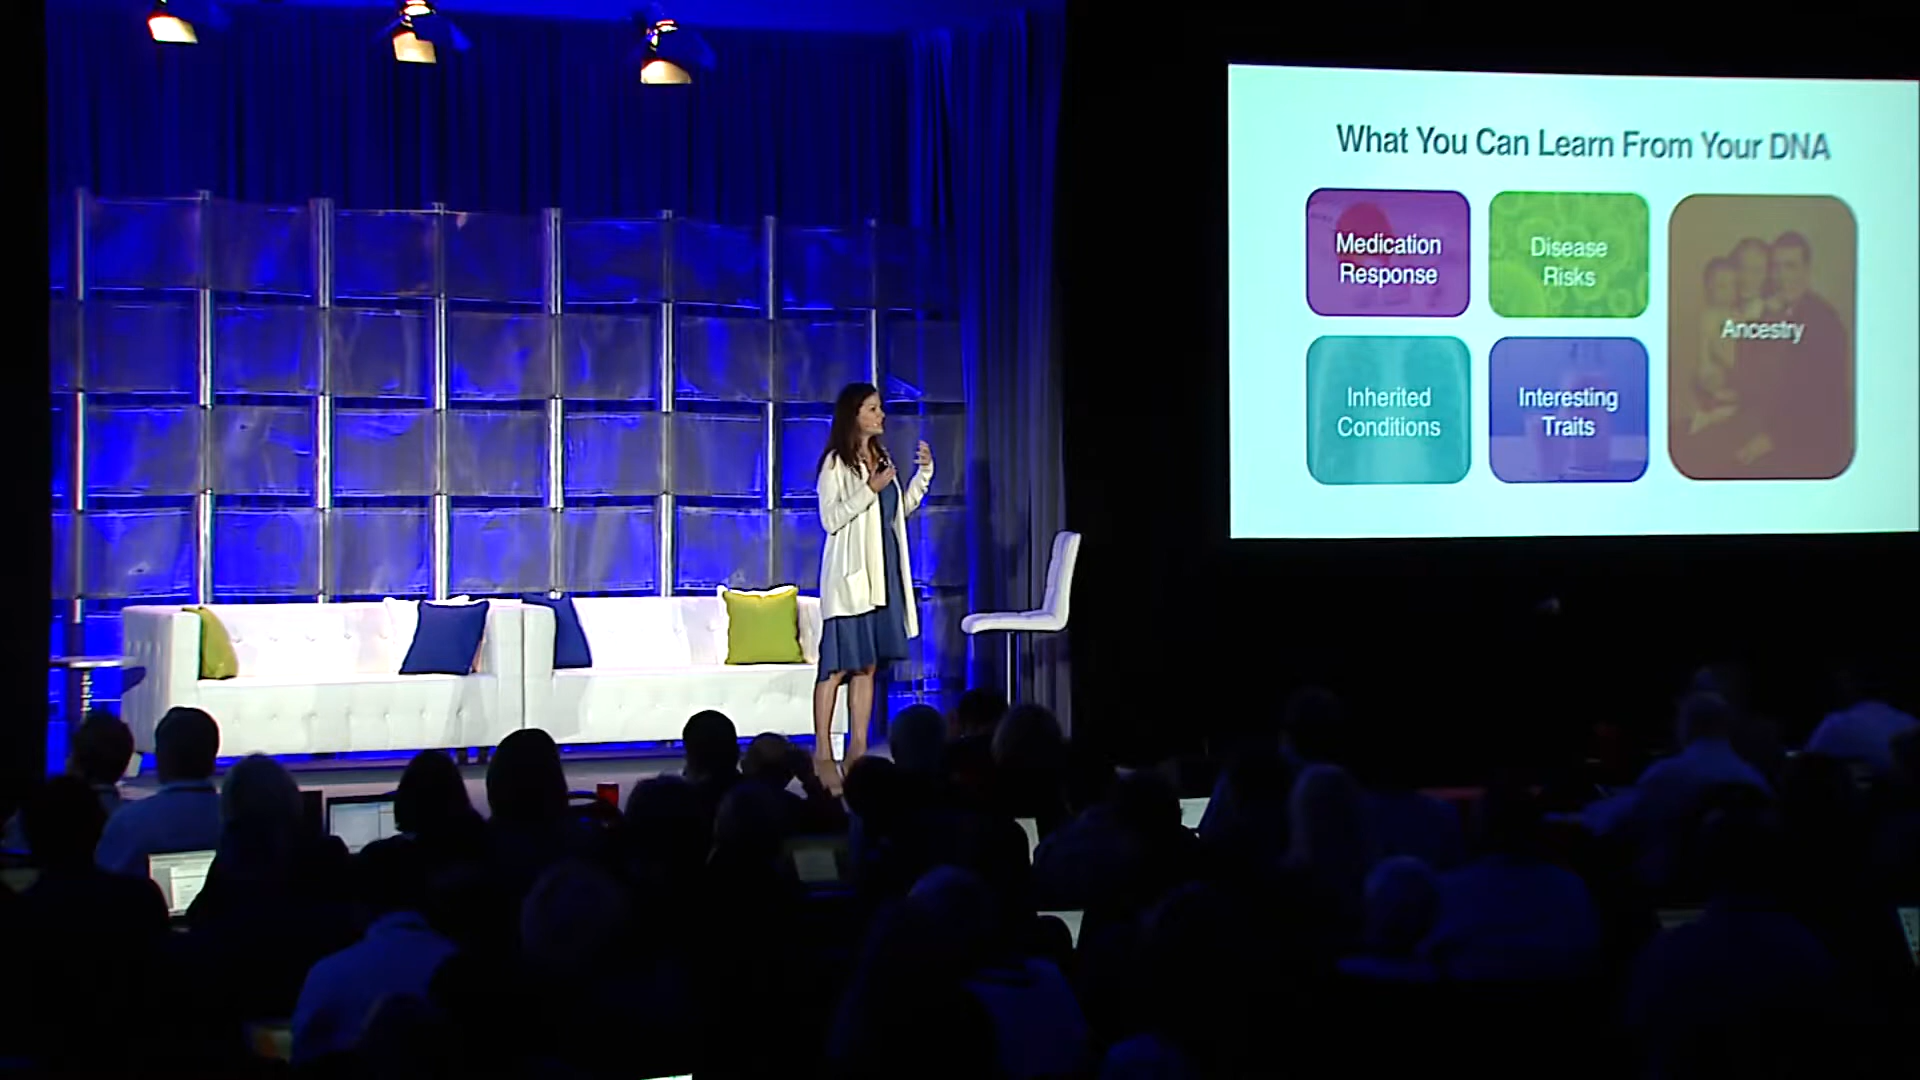 What You Can Learn From Your DNA
Medication
Response
Disease
Risks
Ancestry
Inherited
Conditions
Interesting
Traits